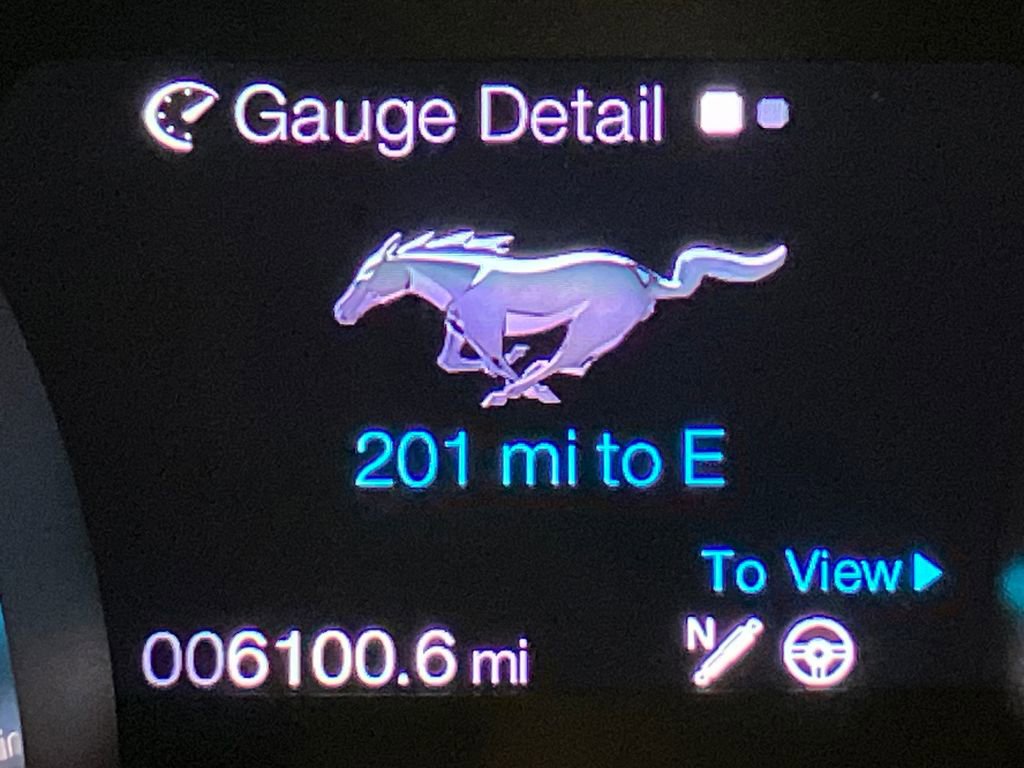 Gauge Detail
201 mi to E
To View
006100.6 mi
N